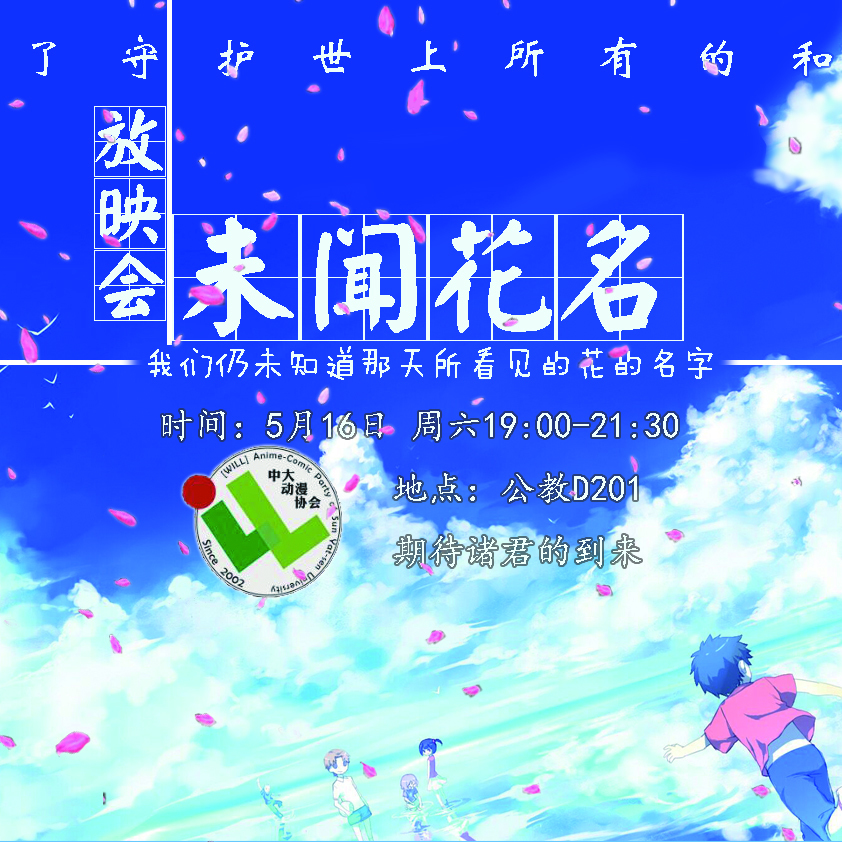 了守护世上所有的和
放映会
未闻花名
我们仍未知道那天所看见的花的名字
时间：5月16日 周六19:00-21:30
地点：公教D201
期待诸君的到来
[WILL] Anime-Comic Party of Sun Yat-sen University
中大
动漫
协会
Since 2002